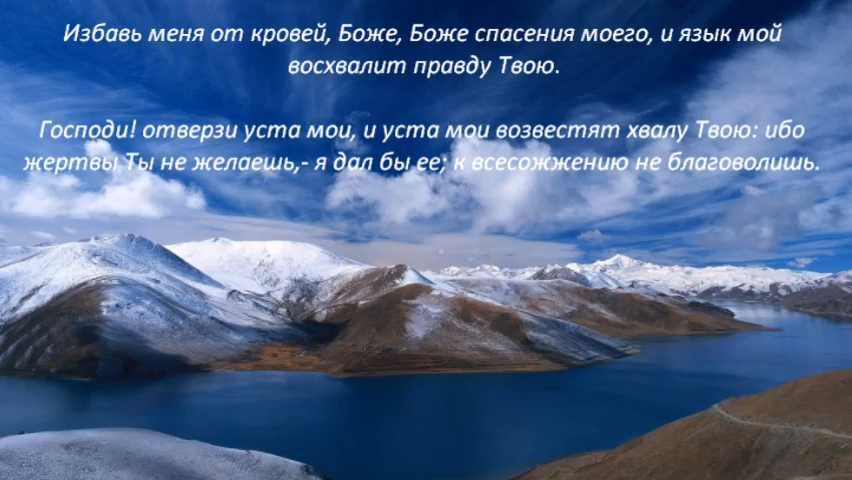 Избавь меня от кровей, Боже, Боже спасения моего, и язык мой
восхвалит правду Твою.
Господи! отверзи уста мои, и уста мои возвестят хвалу Твою: ибо
жертвы Ты не желаешь,- я дал бы ее; к всесожжению не благоволишь.